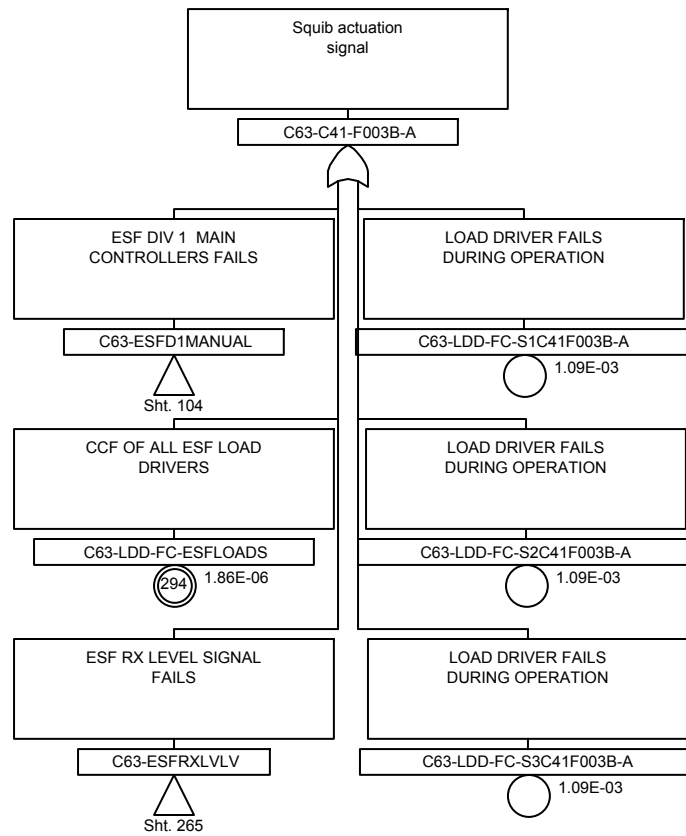 Squib actuation
signal
C63-C41-F003B-A
ESF DIV 1 MAIN
CONTROLLERS FAILS
C63-ESFD1MANUAL
Sht. 104
LOAD DRIVER FAILS
DURING OPERATION
C63-LDD-FC-S1C41F003B-A
1.09E-03
CCF OF ALL ESF LOAD
DRIVERS
C63-LDD-FC-ESFLOADS
294
1.86E-06
LOAD DRIVER FAILS
DURING OPERATION
C63-LDD-FC-S2C41F003B-A
1.09E-03
ESF RX LEVEL SIGNAL
FAILS
C63-ESFRXLVLV
Sht. 265
LOAD DRIVER FAILS
DURING OPERATION
C63-LDD-FC-S3C41F003B-A
1.09E-03